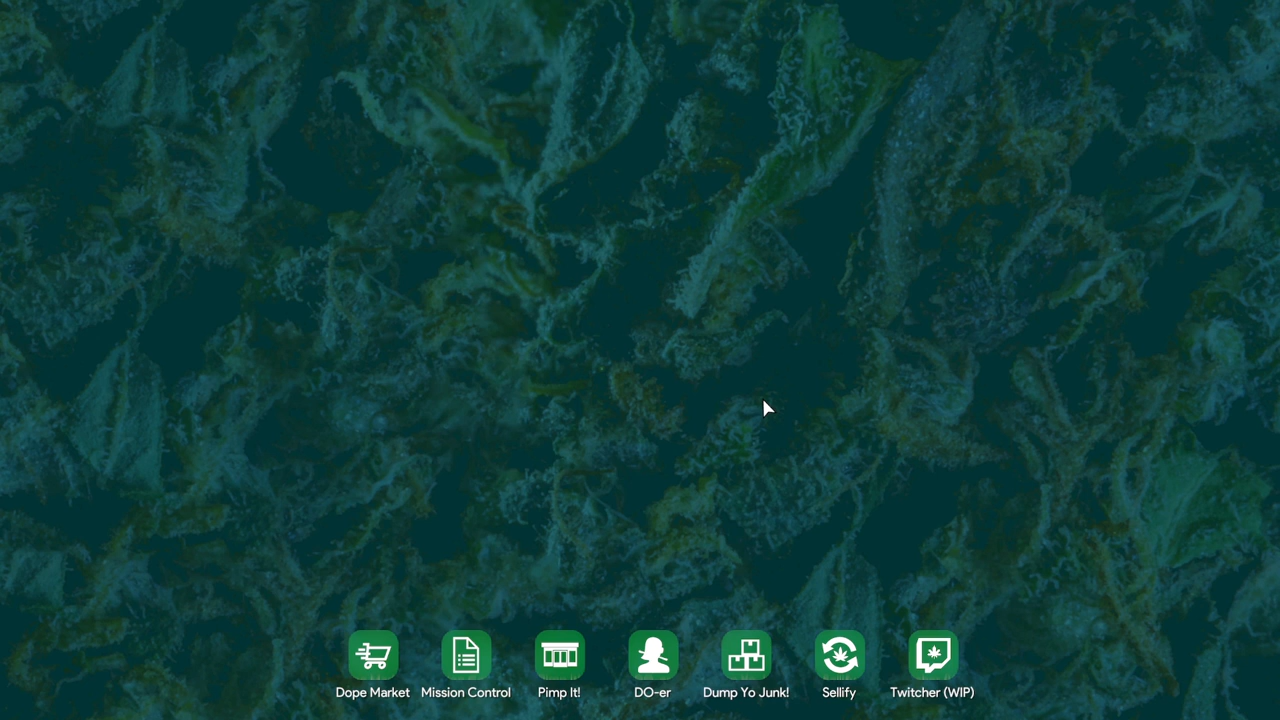 Dope Market
Mission Control
Pimp It!
DO-er
Dump Yo Junk!
Sellify
Twitcher (WIP)